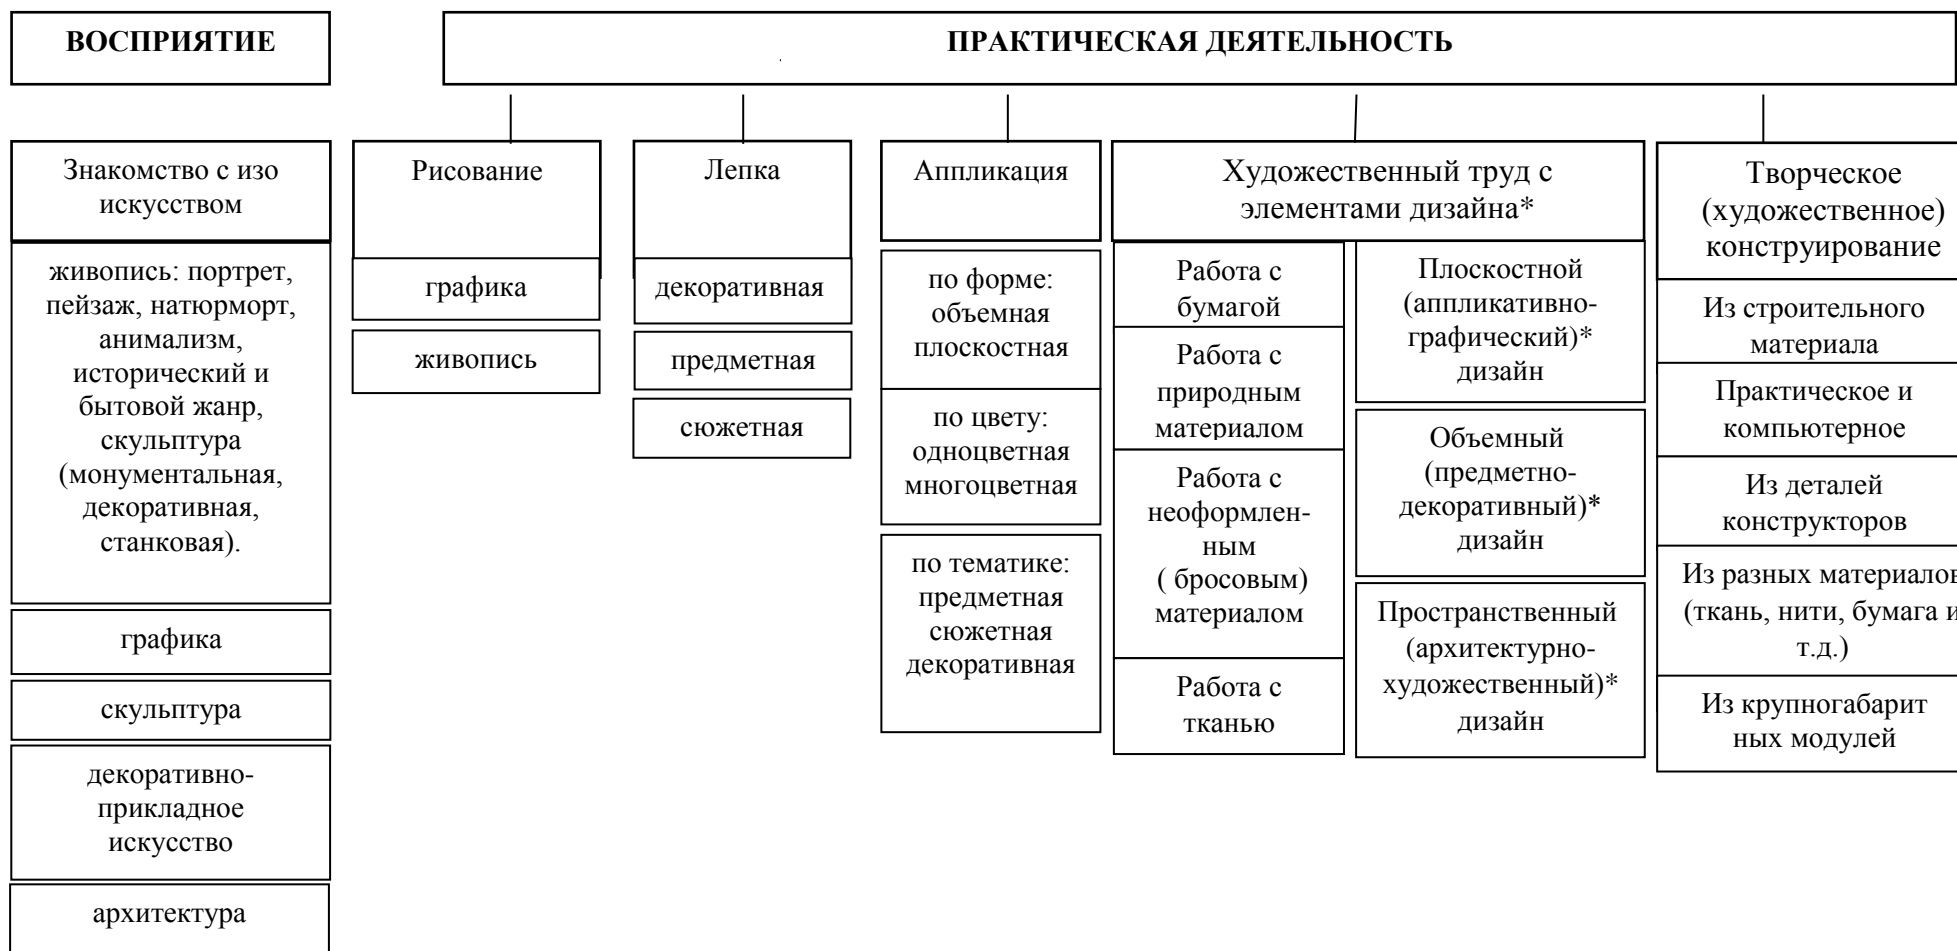 ВОСПРИЯТИЕ
ПРАКТИЧЕСКАЯ ДЕЯТЕЛЬНОСТЬ
Знакомство с изо
искусством
живопись: портрет,
пейзаж, натюрморт,
анимализм,
исторический и
бытовой жанр,
скульптура
(монументальная,
декоративная,
станковая).
графика
скульптура
декоративно-
прикладное
искусство
архитектура
Рисование
графика
живопись
Лепка
декоративная
предметная
сюжетная
Аппликация
по форме:
объемная
плоскостная
по цвету:
одноцветная
многоцветная
по тематике:
предметная
сюжетная
декоративная
Художественный труд с
элементами дизайна*
Работа с
бумагой
Работа с
природным
материалом
Работа с
неоформлен-
ным
( бросовым)
материалом
Работа с
тканью
Плоскостной
(аппликативно-
графический)*
дизайн
Объемный
(предметно-
декоративный)*
дизайн
Пространственный
(архитектурно-
художественный)*
дизайн
Творческое
(художественное)
конструирование
Из строительного
материала
Практическое и
компьютерное
Из деталей
конструкторов
Из разных материалов
(ткань, нити, бумага и
т.д.)
Из крупногабарит
ных модулей